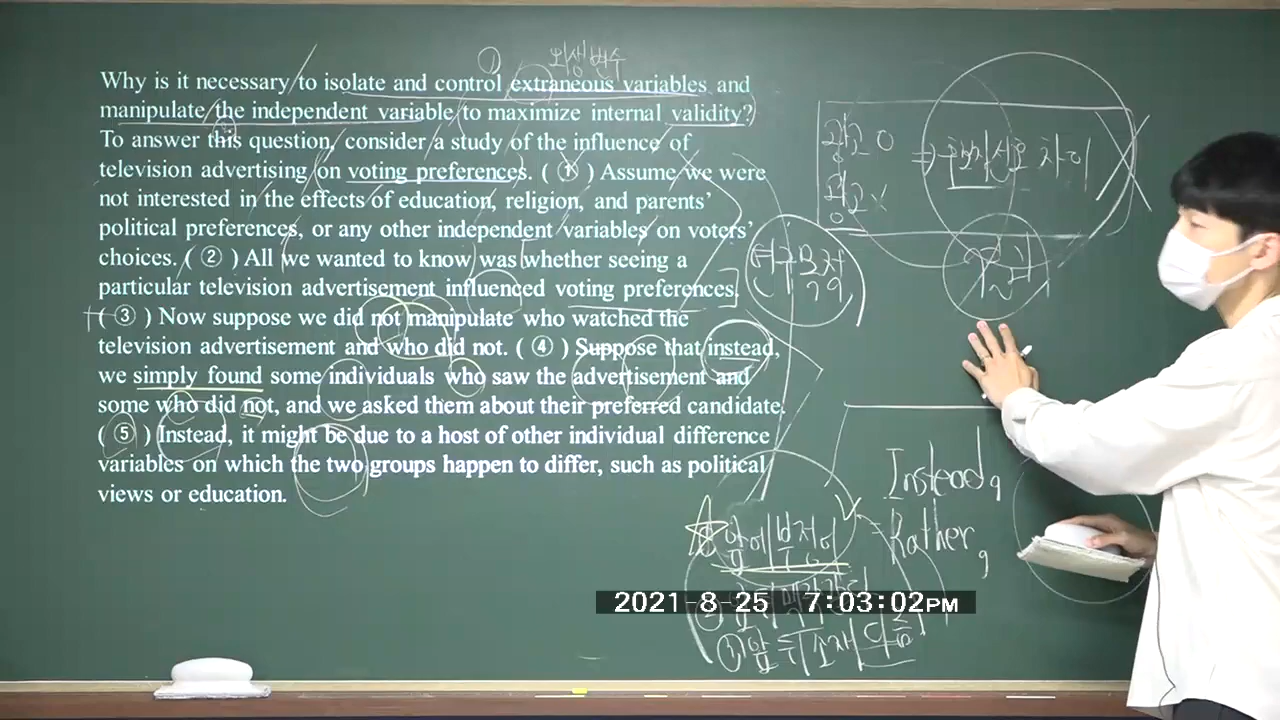 외생변수
①
Why is it necessary to isolate and control extraneous variables and
manipulate the independent variable to maximize internal validity?
To answer this question, consider a study of the influence of
television advertising on voting preferences. ( ① ) Assume we were
not interested in the effects of education, religion, and parents'
political preferences, or any other independent variables on voters'
choices. ( ② ) All we wanted to know was whether seeing a
particular television advertisement influenced voting preferences.
( ③ ) Now suppose we did not manipulate who watched the
television advertisement and who did not. ( ④ ) Suppose that instead,
we simply found some individuals who saw the advertisement and
some who did not, and we asked them about their preferred candidate.
( ⑤ ) Instead, it might be due to a host of other individual difference
variables on which the two groups happen to differ, such as political
views or education.
광고 O
광고 X
차이
연구 목적
Instead,
Rather,
2021-8-25 7:03:02PM